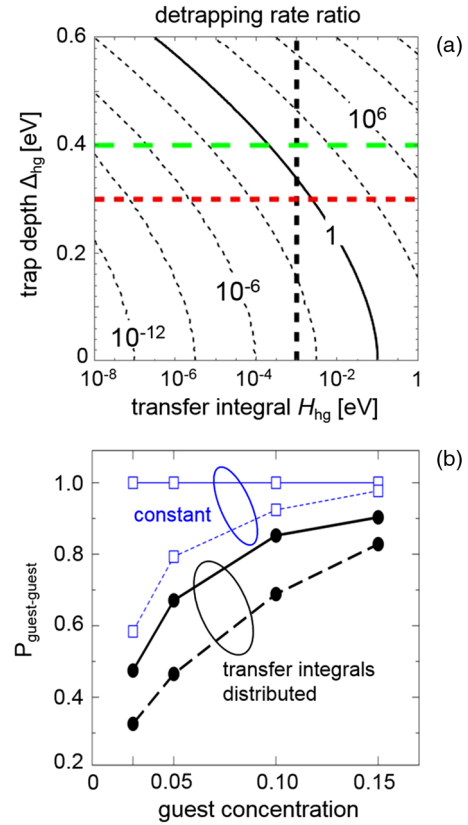 detrapping rate ratio
(a)
trap depth Δhg [eV]
0.6
0.4
0.2
0
10^6
1
10^-6
10^-12
10^-8
10^-6
10^-4
10^-2
1
transfer integral Hhg [eV]
(b)
Pguest-guest
1.0
0.8
0.6
0.4
0.2
constant
transfer integrals
distributed
0
0.05
0.10
0.15
guest concentration